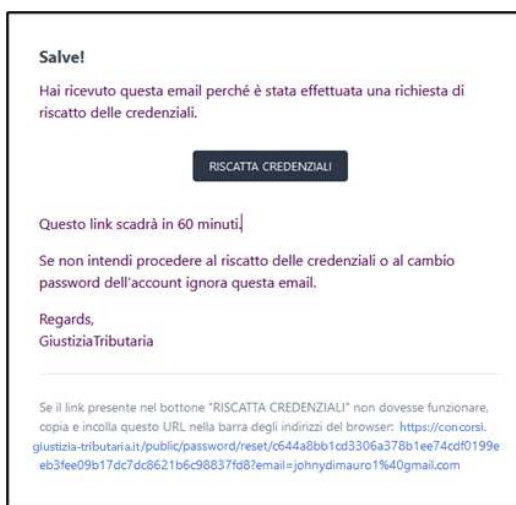 Salve!
Hai ricevuto questa email perché è stata effettuata una richiesta di
riscatto delle credenziali.
RISCATTA CREDENZIALI
Questo link scadrà in 60 minuti.
Se non intendi procedere al riscatto delle credenziali o al cambio
password dell'account ignora questa email.
Regards,
GiustiziaTributaria
Se il link presente nel bottone "RISCATTA CREDENZIALI" non dovesse funzionare,
copia e incolla questo URL nella barra degli indirizzi del browser: https://concorsi.
giustizia-tributaria.it/public/password/reset/c644a8bb1cd3306a378b1ee74cdf0199e
eb3fee09b17dc7dc8621b6c98837fd8?email=johnydimauro1%40gmail.com